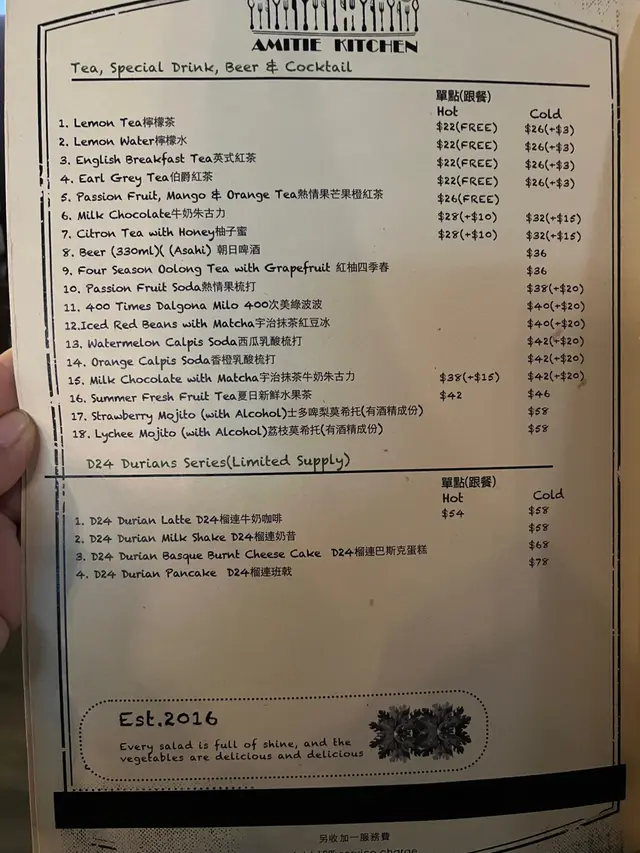 AMITIE KITCHEN
Tea, Special Drink, Beer & Cocktail
單點(跟餐)
Hot Cold
1. Lemon Tea檸檬茶 $22(FREE) $26(+$3)
2. Lemon Water檸檬水 $22(FREE) $26(+$3)
3. English Breakfast Tea英式紅茶 $22(FREE) $26(+$3)
4. Earl Grey Tea伯爵紅茶 $22(FREE) $26(+$3)
5. Passion Fruit, Mango & Orange Tea熱情果芒果橙紅茶 $26(FREE)
6. Milk Chocolate牛奶朱古力 $28(+$10) $32(+$15)
7. Citron Tea with Honey柚子蜜 $28(+$10) $32(+$15)
8. Beer (330ml)( (Asahi) 朝日啤酒 $36
9. Four Season Oolong Tea with Grapefruit 紅柚四季春 $36
10. Passion Fruit Soda熱情果梳打 $38(+$20)
11. 400 Times Dalgona Milo 400次美綠波波 $40(+$20)
12.Iced Red Beans with Matcha宇治抹茶紅豆冰 $40(+$20)
13. Watermelon Calpis Soda西瓜乳酸梳打 $42(+$20)
14. Orange Calpis Soda香橙乳酸梳打 $42(+$20)
15. Milk Chocolate with Matcha宇治抹茶牛奶朱古力 $38(+$15) $42(+$20)
16. Summer Fresh Fruit Tea夏日新鮮水果茶 $42 $46
17. Strawberry Mojito (with Alcohol)士多啤梨莫希托(有酒精成份) $58
18. Lychee Mojito (with Alcohol)荔枝莫希托(有酒精成份) $58
D24 Durians Series(Limited Supply)
單點(跟餐)
Hot Cold
1. D24 Durian Latte D24榴連牛奶咖啡 $54 $58
2. D24 Durian Milk Shake D24榴連奶昔 $58
3. D24 Durian Basque Burnt Cheese Cake D24榴連巴斯克蛋糕 $68
4. D24 Durian Pancake D24榴連班戟 $78
Est.2016
Every salad is full of shine, and the
vegetables are delicious and delicious
另收加一服務費
service charge